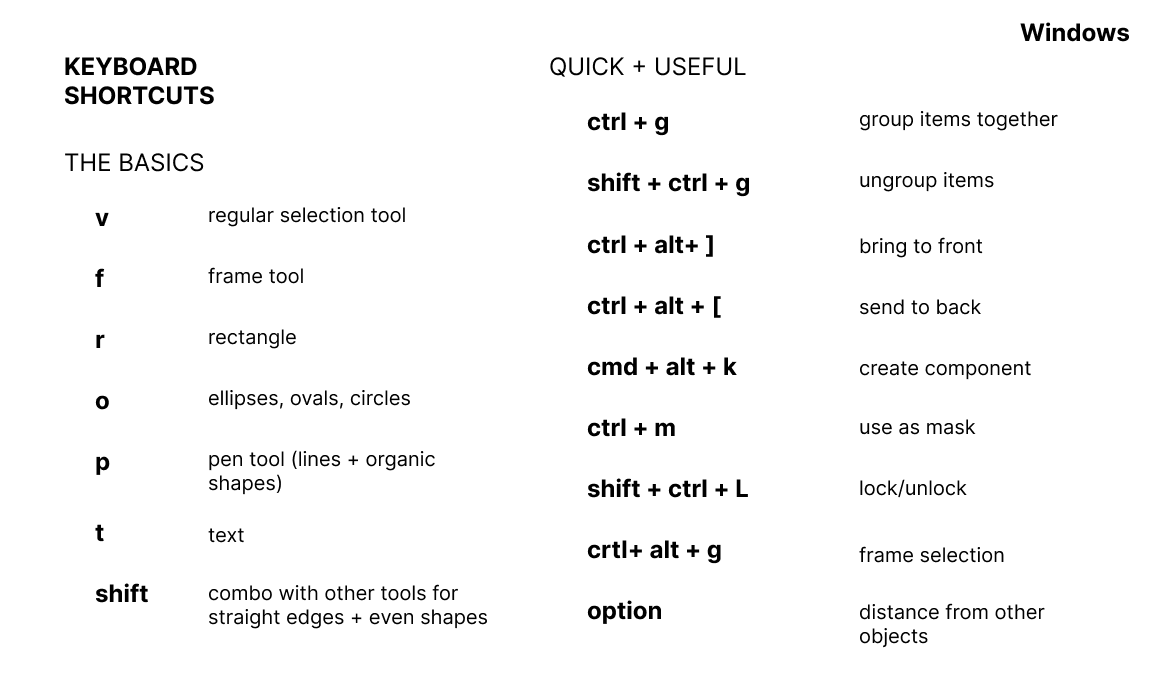 Windows
KEYBOARD
SHORTCUTS
THE BASICS
v regular selection tool
f frame tool
r rectangle
o ellipses, ovals, circles
p pen tool (lines + organic
shapes)
t text
shift combo with other tools for
straight edges + even shapes
QUICK + USEFUL
ctrl + g group items together
shift + ctrl + g ungroup items
ctrl + alt+ ] bring to front
ctrl + alt + [ send to back
cmd + alt + k create component
ctrl + m use as mask
shift + ctrl + L lock/unlock
crtl+ alt + g frame selection
option distance from other
objects